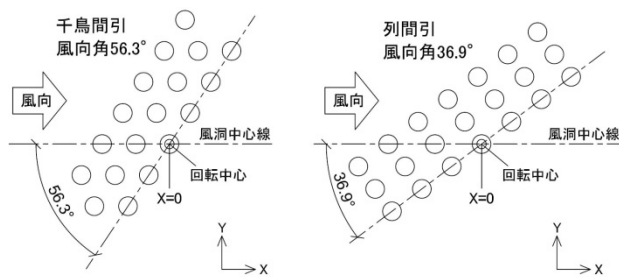 千鳥間引
風向角56.3°
風向
風洞中心線
回転中心
X=0
56.3°
Y
X
列間引
風向角36.9°
風向
風洞中心線
回転中心
X=0
36.9°
Y
X